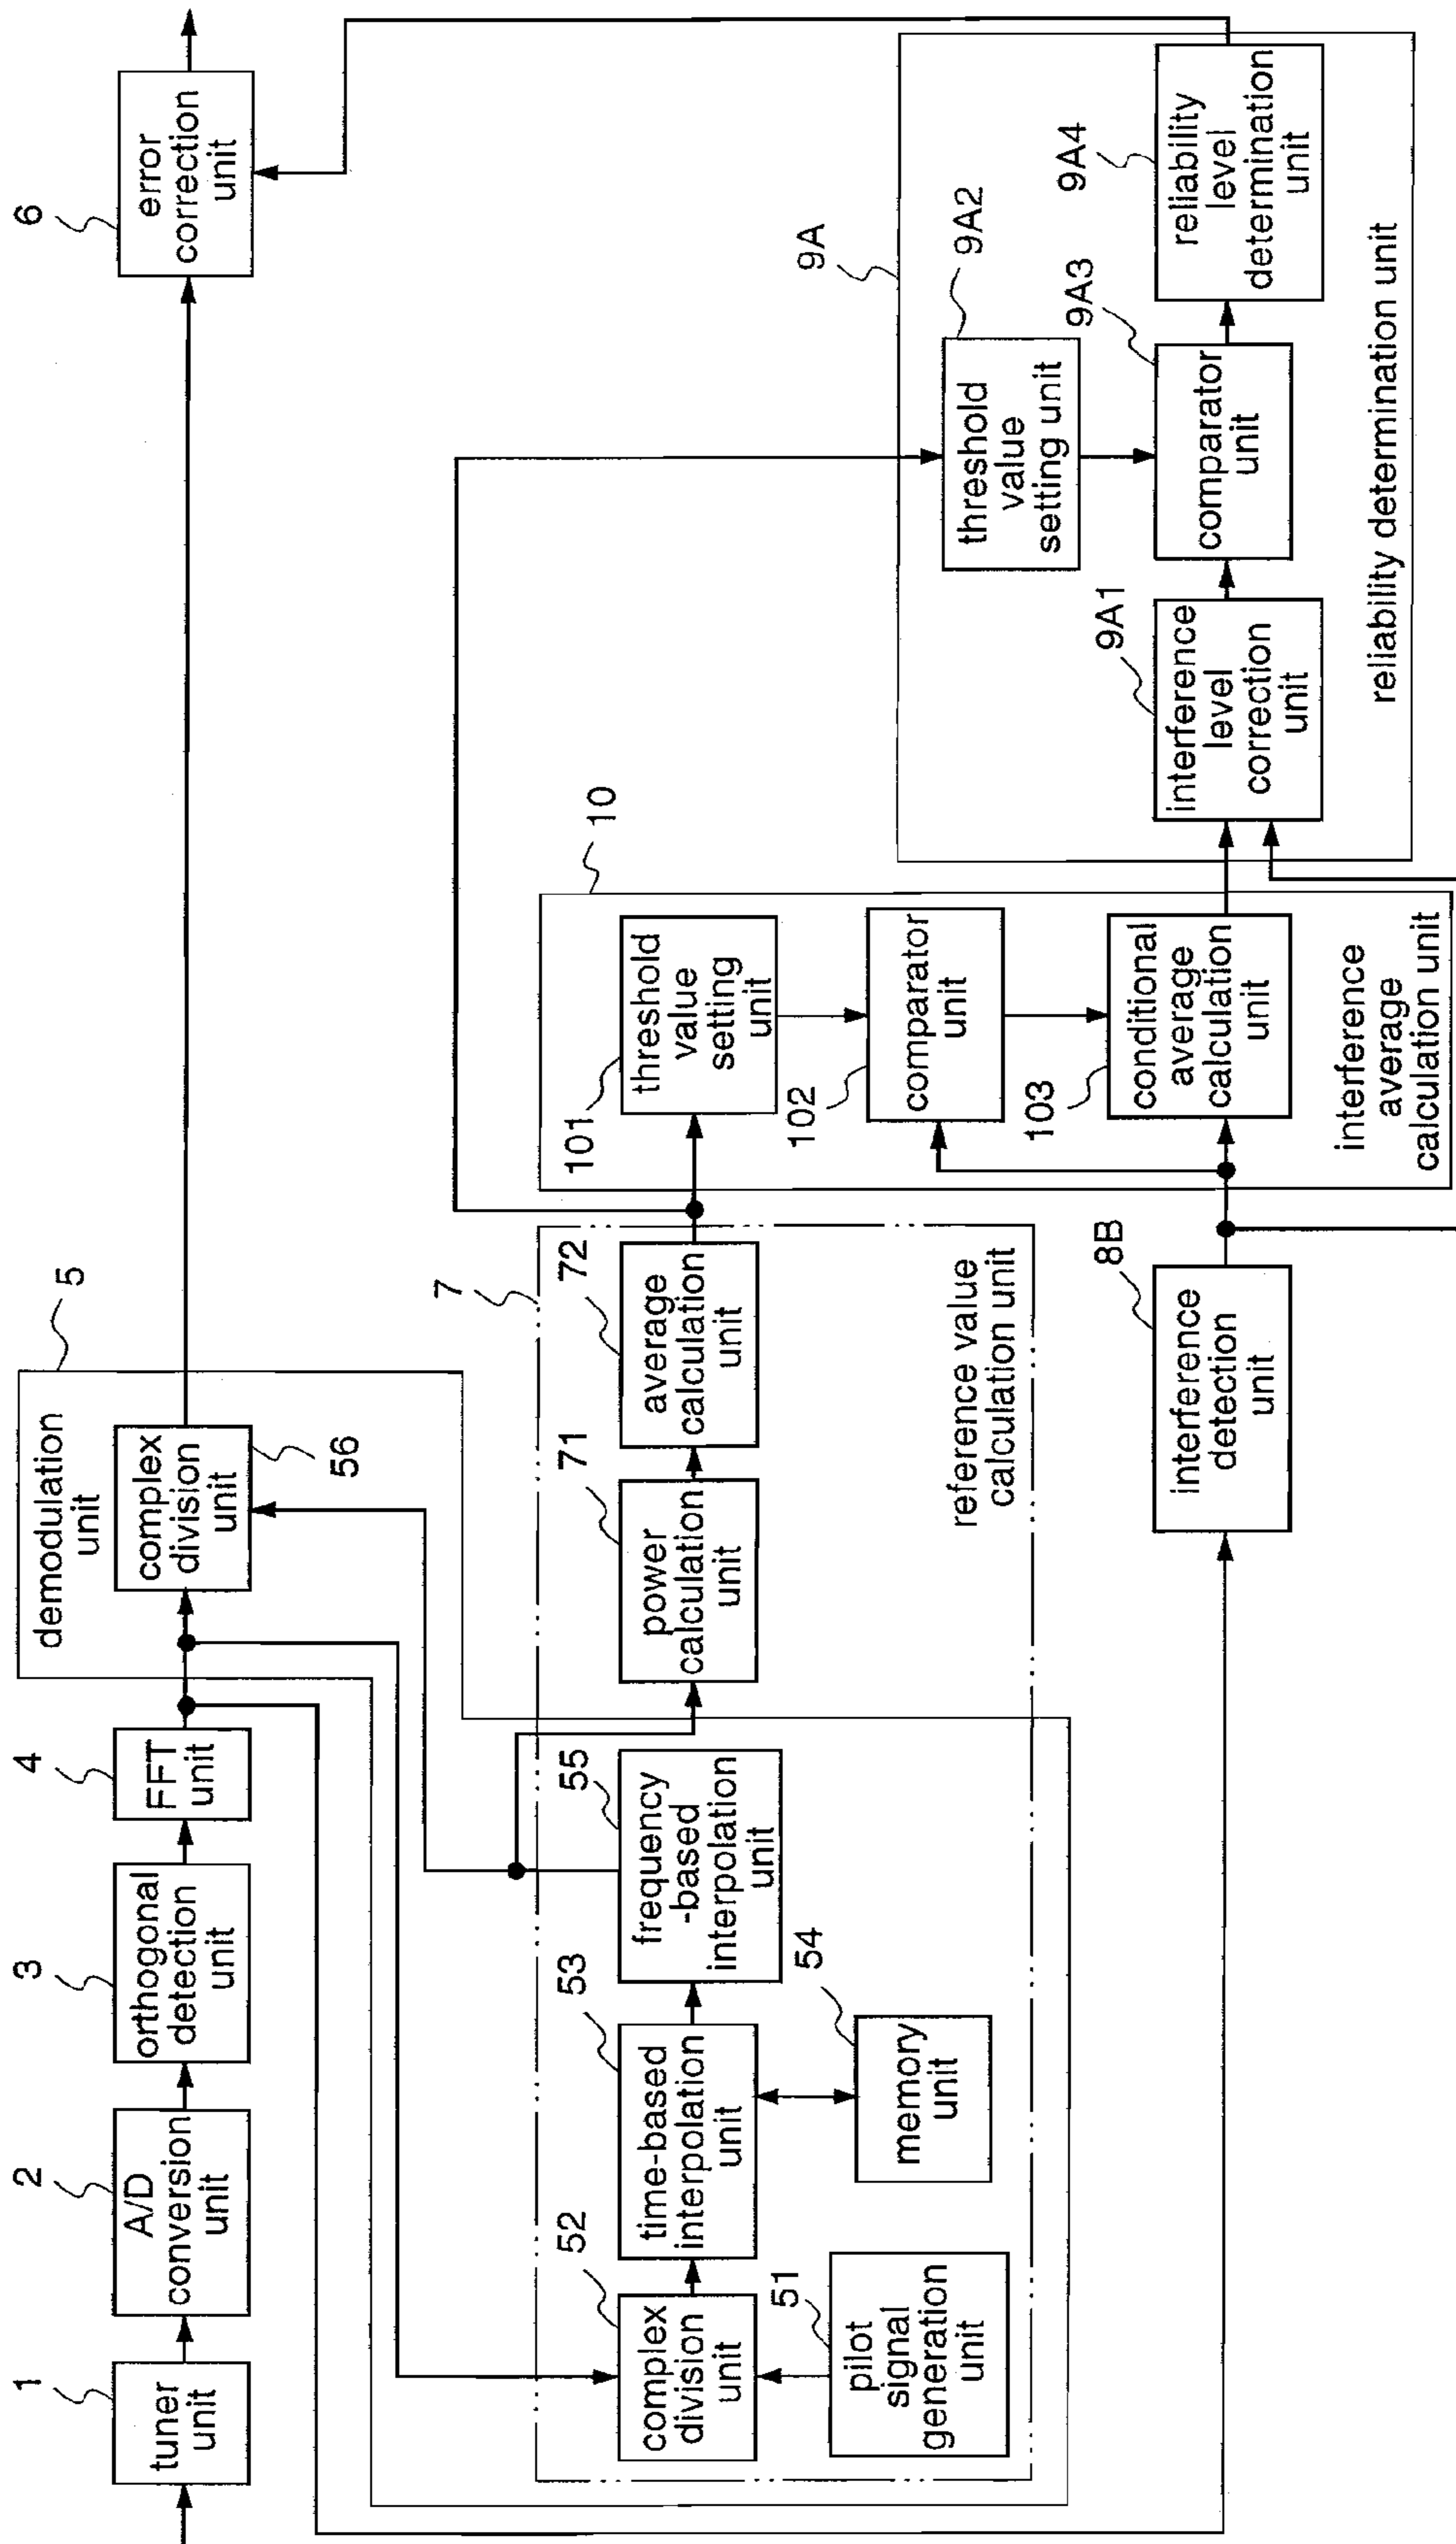 1
tuner
unit
2
A/D
conversion
unit
3
orthogonal
detection
unit
4
FFT
unit
5
demodulation
unit
complex
division
unit
56
6
error
correction
unit
7
52
complex
division
unit
51
pilot
signal
generation
unit
53
time-based
interpolation
unit
54
memory
unit
55
frequency
-based
interpolation
unit
71
power
calculation
unit
72
average
calculation
unit
reference value
calculation unit
8B
interference
detection
unit
10
101
threshold
value
setting
unit
102
comparator
unit
103
conditional
average
calculation
unit
interference
average
calculation unit
9A
9A1
interference
level
correction
unit
9A2
threshold
value
setting unit
9A3
comparator
unit
9A4
reliability
level
determination
unit
reliability determination unit